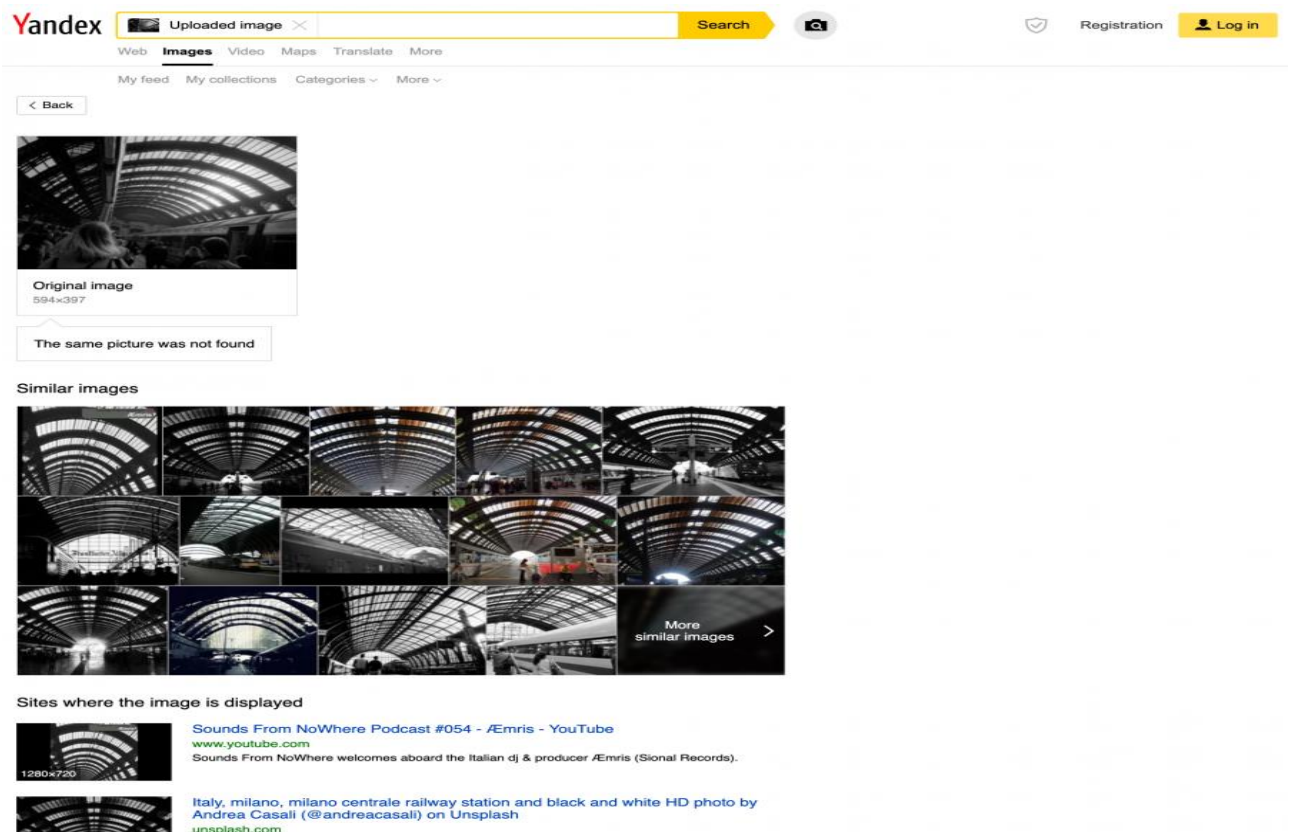 Yandex
Uploaded image
Search
Registration
Log in
Web Images Video Maps Translate More
My feed My collections Categories More
< Back
Original image
594×397
The same picture was not found
Similar images
More
similar images
Sites where the image is displayed
Sounds From NoWhere Podcast #054 - Æmris - YouTube
www.youtube.com
Sounds From NoWhere welcomes aboard the Italian dj & producer Æmris (Sional Records).
1280×720
Italy, milano, milano centrale railway station and black and white HD photo by
Andrea Casali (@andreacasali) on Unsplash
unsplash.com